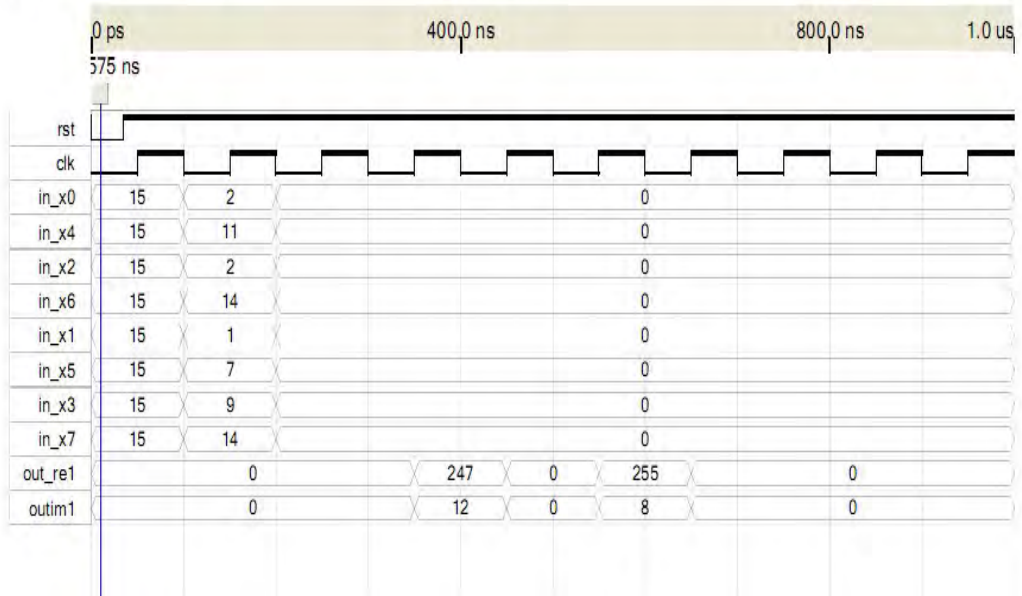 0 ps 400.0 ns 800.0 ns 1.0 us
575 ns
rst
clk
in_x0 15 2 0
in_x4 15 11 0
in_x2 15 2 0
in_x6 15 14 0
in_x1 15 1 0
in_x5 15 7 0
in_x3 15 9 0
in_x7 15 14 0
out_re1 0 247 0 255 0
outim1 0 12 0 8 0